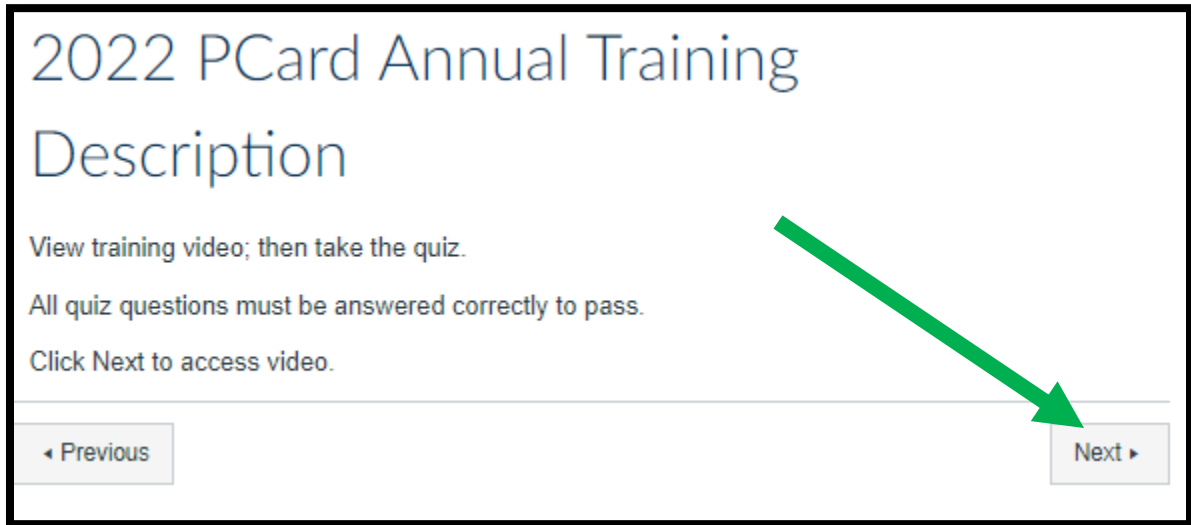 2022 PCard Annual Training
Description
View training video; then take the quiz.
All quiz questions must be answered correctly to pass.
Click Next to access video.
◂ Previous
Next ▸